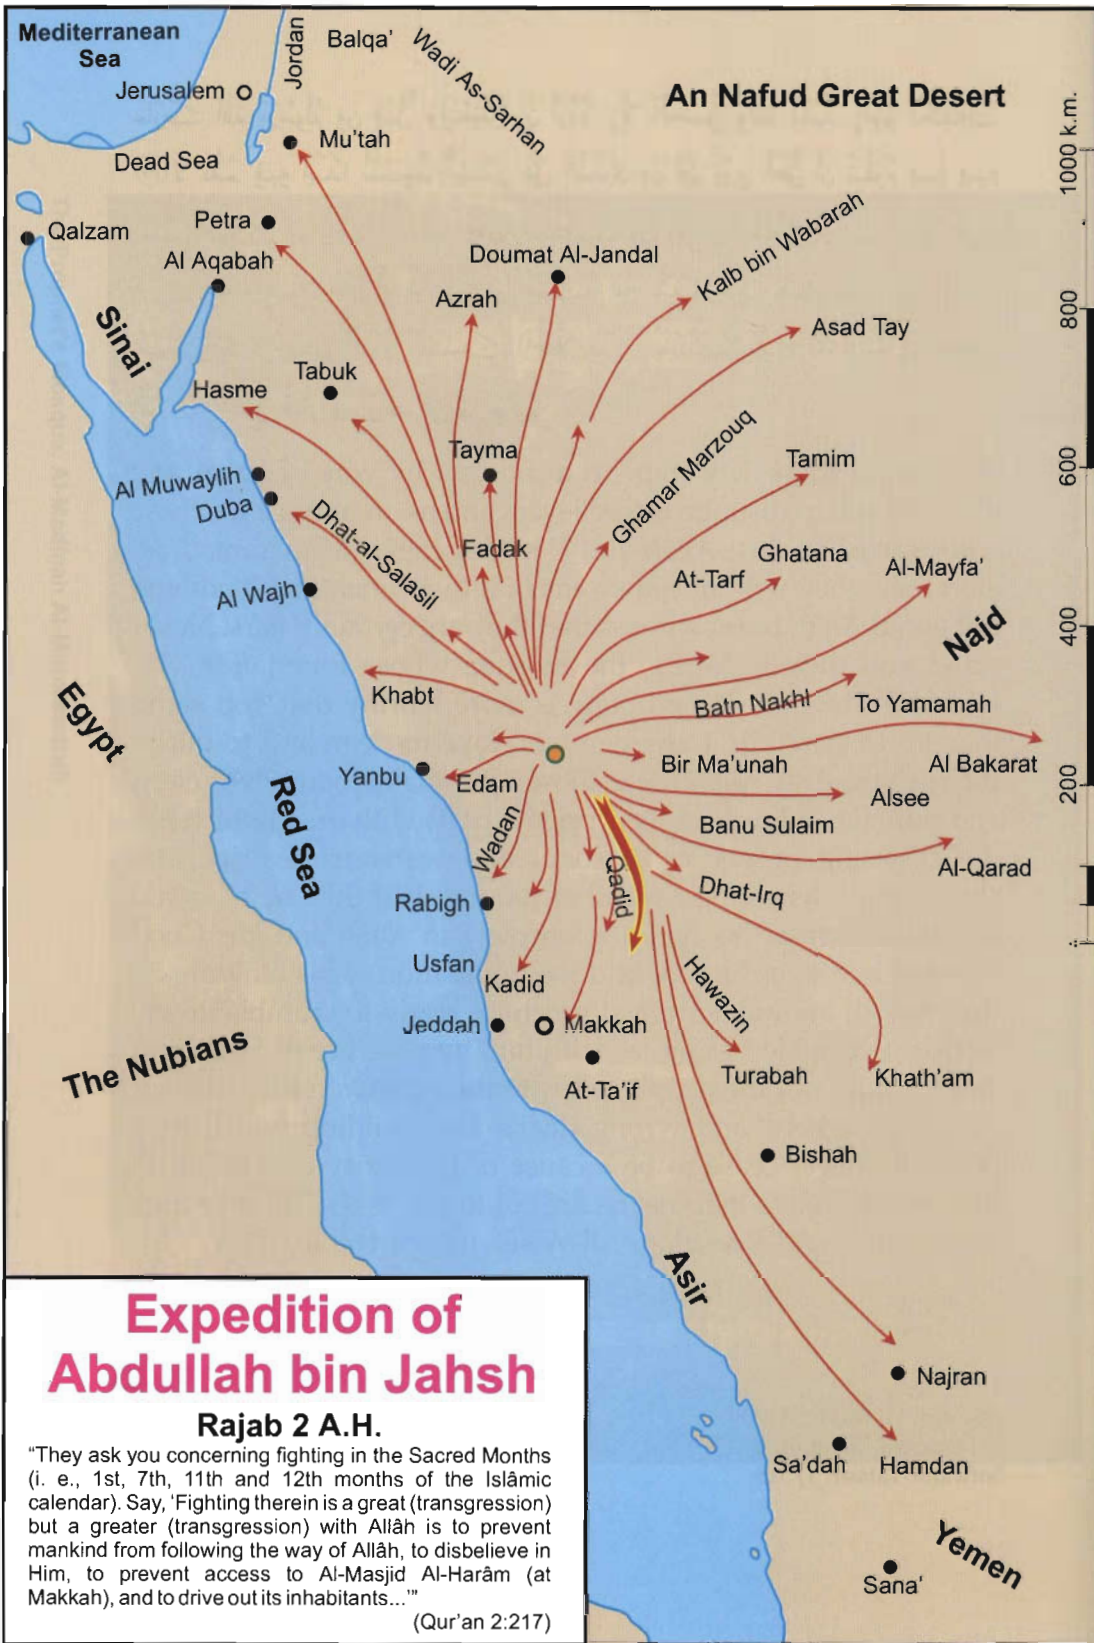 Mediterranean
Sea
Jordan
Balqa'
Wadi As-Sarhan
Jerusalem
An Nafud Great Desert
Mu'tah
Dead Sea
1000 k.m.
Petra
Qalzam
Al Aqabah
Doumat Al-Jandal
Kalb bin Wabarah
Azrah
800
Asad Tay
Sinai
Tabuk
Hasme
Tayma
Ghamar Marzouq
Tamim
600
Al Muwaylih
Duba
Dhat-al-Salasil
Fadak
Ghatana
At-Tarf
Al-Mayfa'
Al Wajh
400
Najd
Khabt
Egypt
Batn Nakhl
To Yamamah
Yanbu
Edam
Bir Ma'unah
Al Bakarat
200
Red Sea
Alsee
Wadan
Banu Sulaim
Qadid
Al-Qarad
Dhat-Irq
Rabigh
Usfan
Kadid
Hawazin
Jeddah
Makkah
The Nubians
At-Ta'if
Turabah
Khath'am
Bishah
Asir
Najran
Sa'dah
Hamdan
Yemen
Sana'
Expedition of
Abdullah bin Jahsh
Rajab 2 A.H.
“They ask you concerning fighting in the Sacred Months
(i. e., 1st, 7th, 11th and 12th months of the Islâmic
calendar). Say, ‘Fighting therein is a great (transgression)
but a greater (transgression) with Allâh is to prevent
mankind from following the way of Allâh, to disbelieve in
Him, to prevent access to Al-Masjid Al-Harâm (at
Makkah), and to drive out its inhabitants...’”
(Qur'an 2:217)